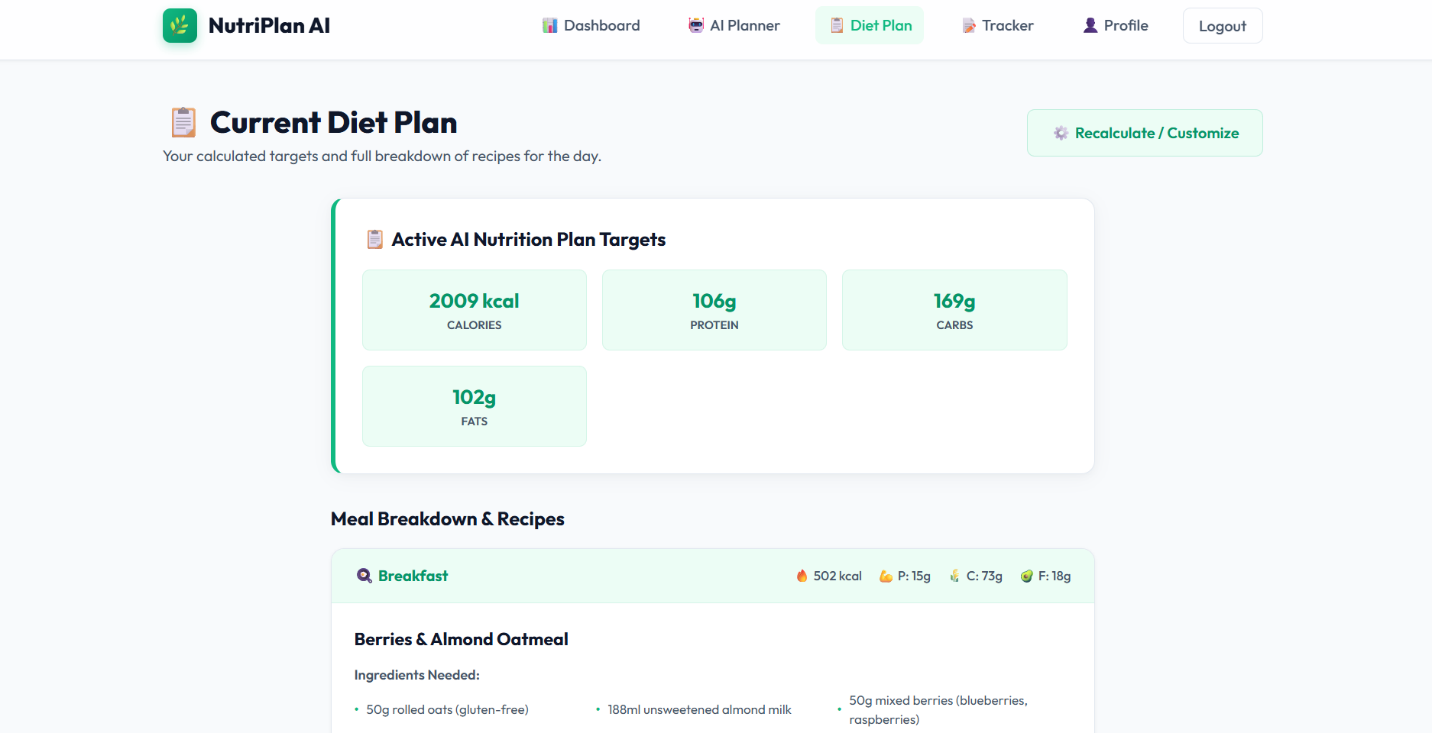 NutriPlan AI
Dashboard
AI Planner
Diet Plan
Tracker
Profile
Logout
Current Diet Plan
Recalculate / Customize
Your calculated targets and full breakdown of recipes for the day.
Active AI Nutrition Plan Targets
2009 kcal
CALORIES
106g
PROTEIN
169g
CARBS
102g
FATS
Meal Breakdown & Recipes
Breakfast
502 kcal
P: 15g
C: 73g
F: 18g
Berries & Almond Oatmeal
Ingredients Needed:
• 50g rolled oats (gluten-free)
• 188ml unsweetened almond milk
• 50g mixed berries (blueberries,
raspberries)